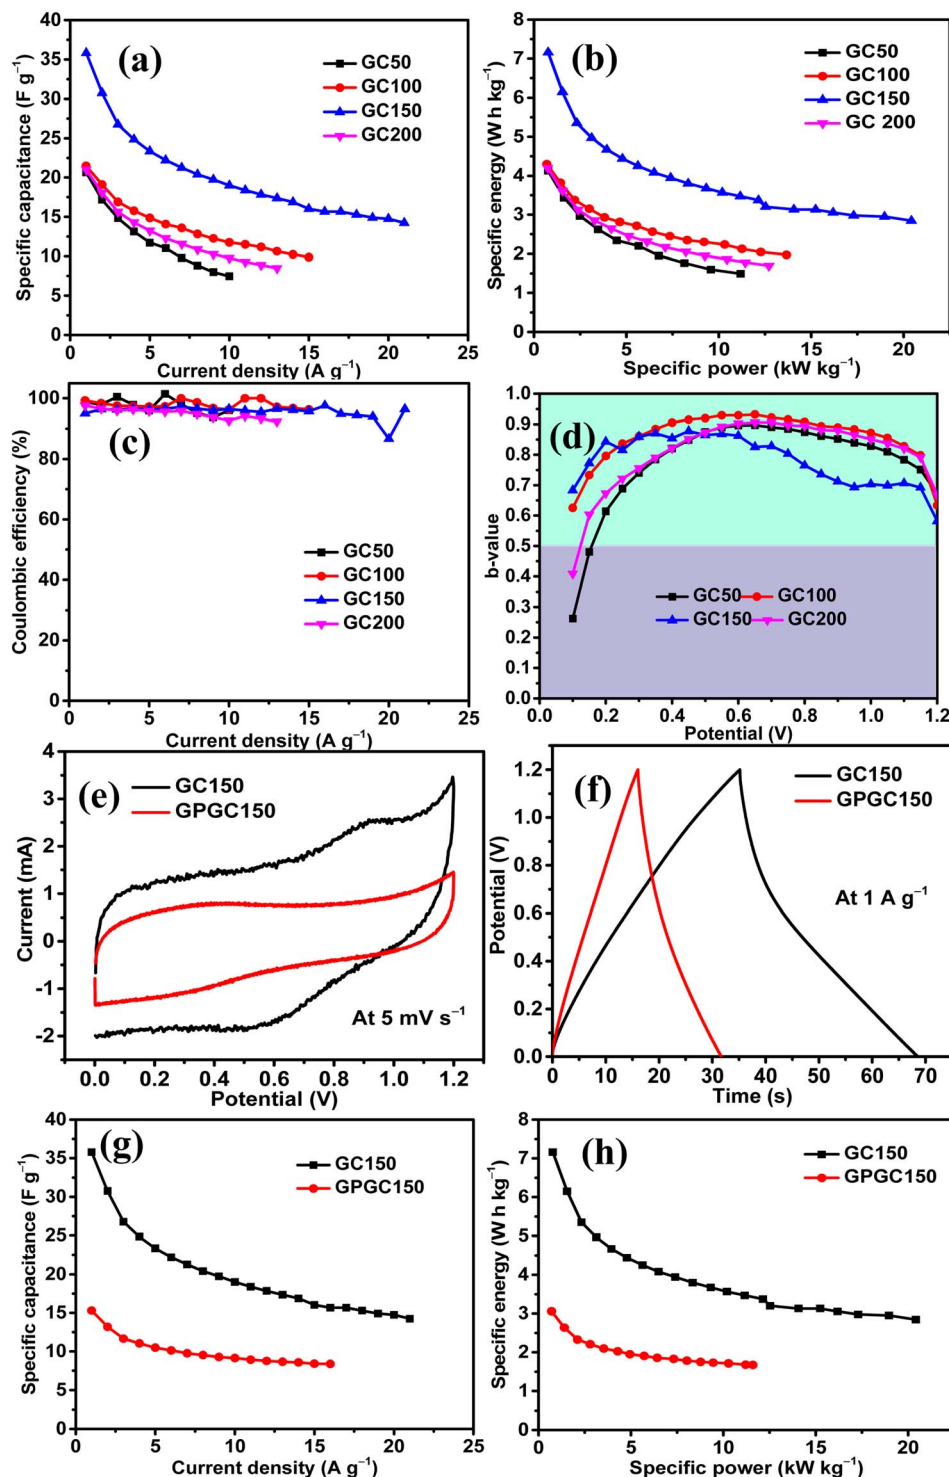 (a)
GC50
GC100
GC150
GC200
Specific capacitance (F g⁻¹)
40
35
30
25
20
15
10
5
0
0 5 10 15 20 25
Current density (A g⁻¹)
(b)
GC50
GC100
GC150
GC 200
Specific energy (W h kg⁻¹)
8
7
6
5
4
3
2
1
0
0 5 10 15 20
Specific power (kW kg⁻¹)
(c)
GC50
GC100
GC150
GC200
Coulombic efficiency (%)
100
80
60
40
20
0
0 5 10 15 20 25
Current density (A g⁻¹)
(d)
GC50 GC100
GC150 GC200
b-value
1.0
0.9
0.8
0.7
0.6
0.5
0.4
0.3
0.2
0.1
0.0
0.0 0.2 0.4 0.6 0.8 1.0 1.2
Potential (V)
(e)
GC150
GPGC150
At 5 mV s⁻¹
Current (mA)
4
3
2
1
0
-1
-2
0.0 0.2 0.4 0.6 0.8 1.0 1.2
Potential (V)
(f)
GC150
GPGC150
At 1 A g⁻¹
Potential (V)
1.2
1.0
0.8
0.6
0.4
0.2
0.0
0 10 20 30 40 50 60 70
Time (s)
(g)
GC150
GPGC150
Specific capacitance (F g⁻¹)
40
35
30
25
20
15
10
5
0
0 5 10 15 20 25
Current density (A g⁻¹)
(h)
GC150
GPGC150
Specific energy (W h kg⁻¹)
8
7
6
5
4
3
2
1
0
0 5 10 15 20
Specific power (kW kg⁻¹)